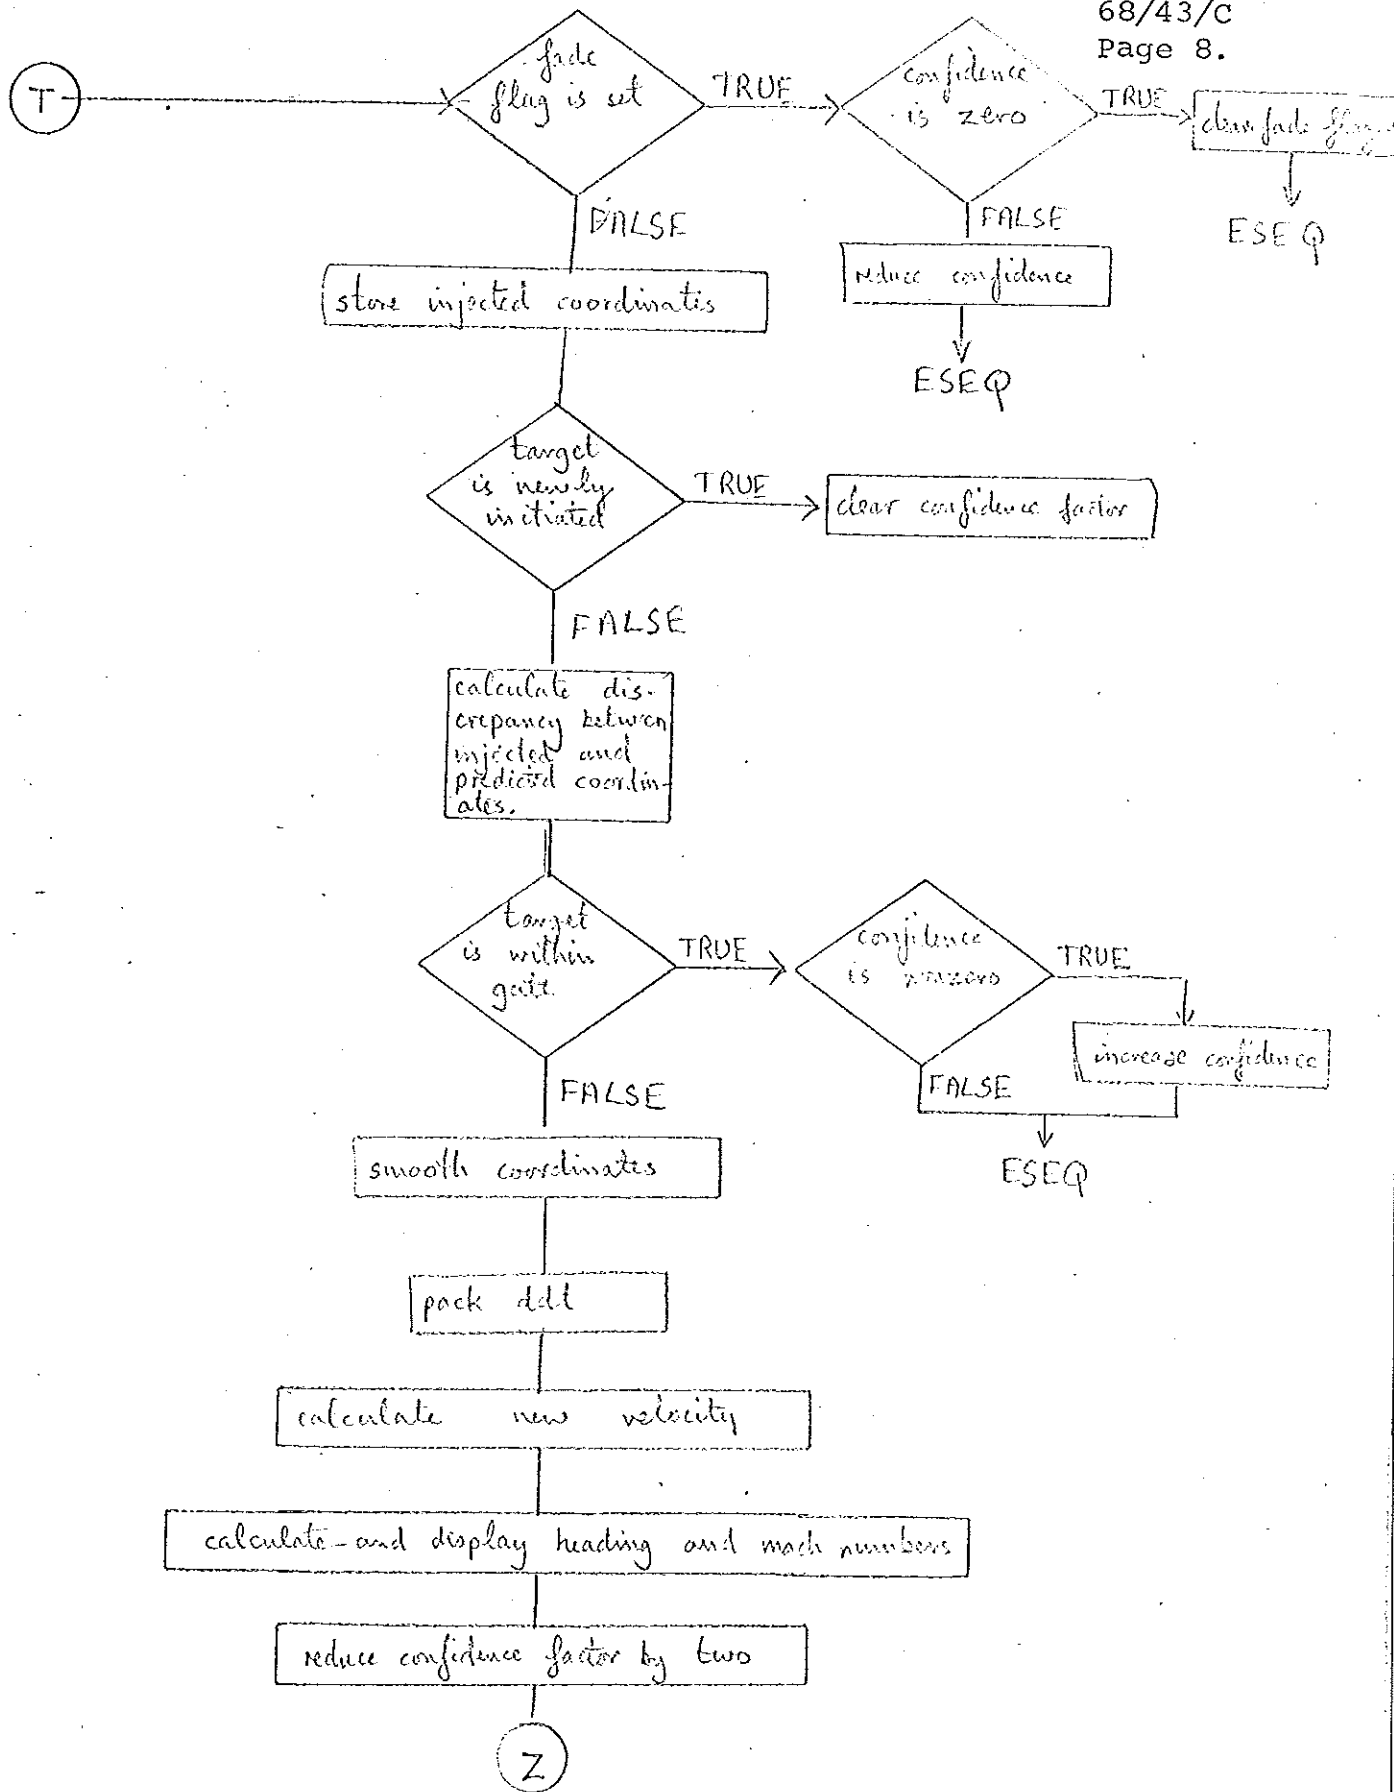 68/43/C
Page 8.
T
fade
flag is set
TRUE
confidence
is zero
TRUE
clear fade flag
FALSE
FALSE
ESEQ
store injected coordinates
reduce confidence
ESEQ
target
is newly
initiated
TRUE
clear confidence factor
FALSE
calculate dis-
crepancy between
injected and
predicted coordin-
ates.
target
is within
gate
TRUE
confidence
is nonzero
TRUE
increase confidence
FALSE
FALSE
ESEQ
smooth coordinates
pack ddl
calculate new velocity
calculate and display heading and mach numbers
reduce confidence factor by two
Z